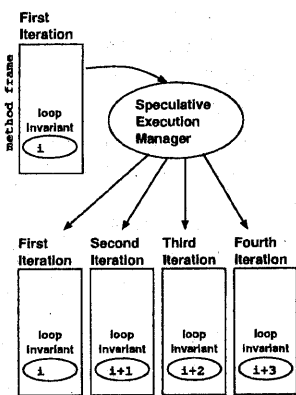 First
Iteration
method frame
loop
invariant
i
Speculative
Execution
Manager
First
Iteration
Second
Iteration
Third
Iteration
Fourth
Iteration
loop
invariant
i
loop
invariant
i+1
loop
invariant
i+2
loop
invariant
i+3